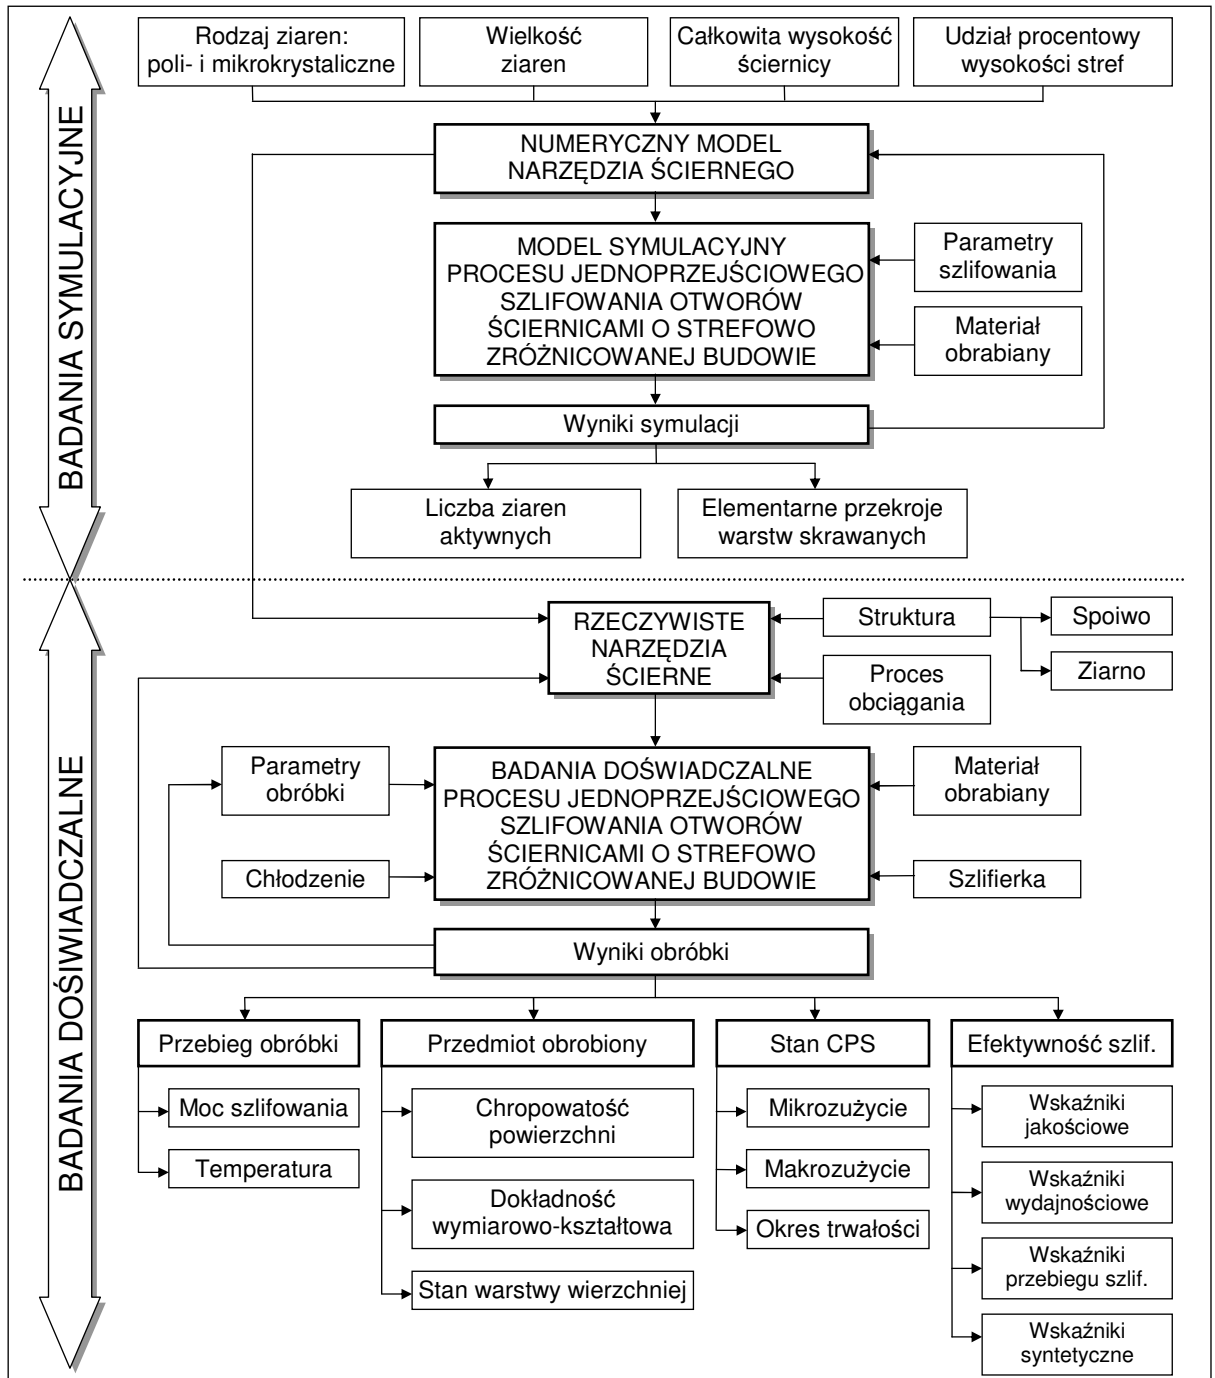 BADANIA SYMULACYJNE
Rodzaj ziaren:
poli- i mikrokrystaliczne
Wielkość
ziaren
Całkowita wysokość
ściernicy
Udział procentowy
wysokości stref
NUMERYCZNY MODEL
NARZĘDZIA ŚCIERNEGO
MODEL SYMULACYJNY
PROCESU JEDNOPRZEJŚCIOWEGO
SZLIFOWANIA OTWORÓW
ŚCIERNICAMI O STREFOWO
ZRÓŻNICOWANEJ BUDOWIE
Parametry
szlifowania
Materiał
obrabiany
Wyniki symulacji
Liczba ziaren
aktywnych
Elementarne przekroje
warstw skrawanych
BADANIA DOŚIWIADCZALNE
RZECZYWISTE
NARZĘDZIA
ŚCIERNE
Struktura
Spoiwo
Ziarno
Proces
obciągania
Parametry
obróbki
Chłodzenie
BADANIA DOŚWIADCZALNE
PROCESU JEDNOPRZEJŚCIOWEGO
SZLIFOWANIA OTWORÓW
ŚCIERNICAMI O STREFOWO
ZRÓŻNICOWANEJ BUDOWIE
Materiał
obrabiany
Szlifierka
Wyniki obróbki
Przebieg obróbki
Moc szlifowania
Temperatura
Przedmiot obrobiony
Chropowatość
powierzchni
Dokładność
wymiarowo-kształtowa
Stan warstwy wierzchniej
Stan CPS
Mikrozużycie
Makrozużycie
Okres trwałości
Efektywność szlif.
Wskaźniki
jakościowe
Wskaźniki
wydajnościowe
Wskaźniki
przebiegu szlif.
Wskaźniki
syntetyczne